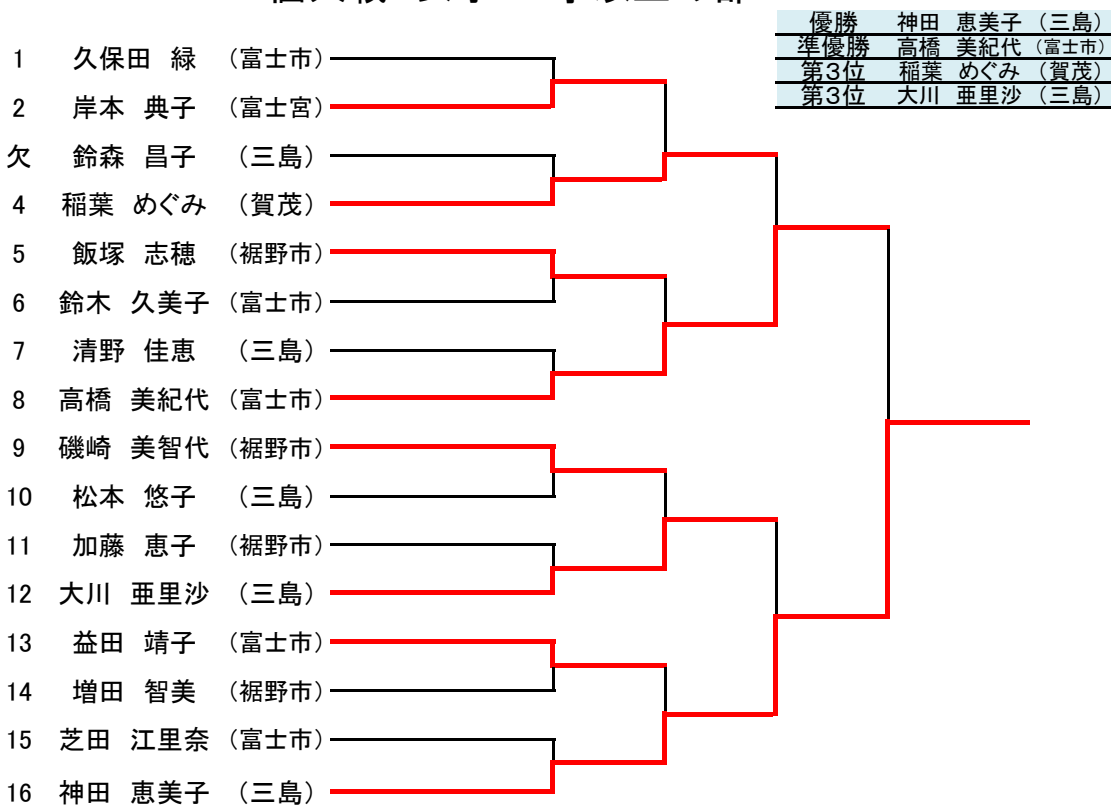 優勝 神田 恵美子 （三島）
準優勝 高橋 美紀代 （富士市）
第3位 稲葉 めぐみ （賀茂）
第3位 大川 亜里沙 （三島）
1 久保田 緑 （富士市）
2 岸本 典子 （富士宮）
欠 鈴森 昌子 （三島）
4 稲葉 めぐみ （賀茂）
5 飯塚 志穂 （裾野市）
6 鈴木 久美子 （富士市）
7 清野 佳恵 （三島）
8 高橋 美紀代 （富士市）
9 磯崎 美智代 （裾野市）
10 松本 悠子 （三島）
11 加藤 恵子 （裾野市）
12 大川 亜里沙 （三島）
13 益田 靖子 （富士市）
14 増田 智美 （裾野市）
15 芝田 江里奈 （富士市）
16 神田 恵美子 （三島）